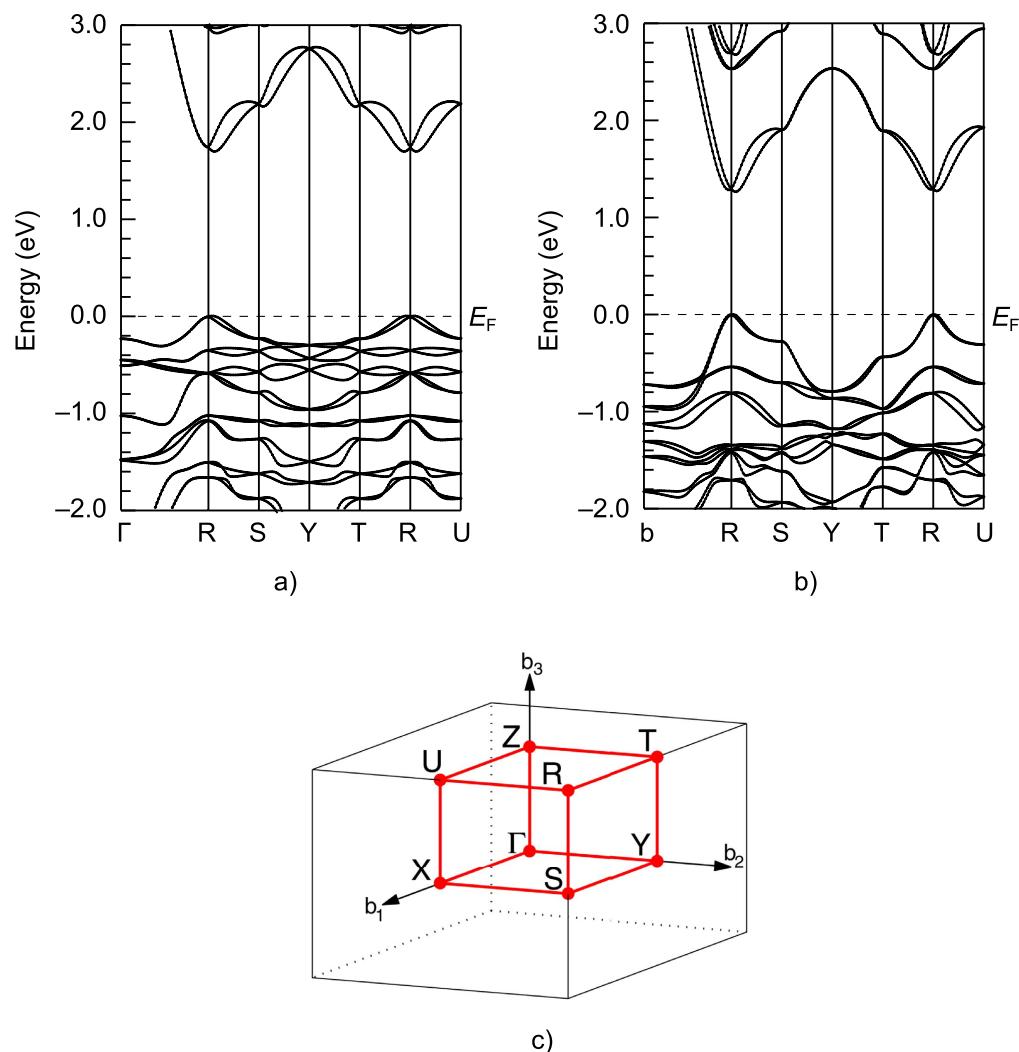 3.0
2.0
1.0
0.0
–1.0
–2.0
Energy (eV)
E_F
Γ R S Y T R U
a)
3.0
2.0
1.0
0.0
–1.0
–2.0
Energy (eV)
E_F
b R S Y T R U
b)
b₃
Z T
U R
Γ Y
b₂
X S
b₁
c)